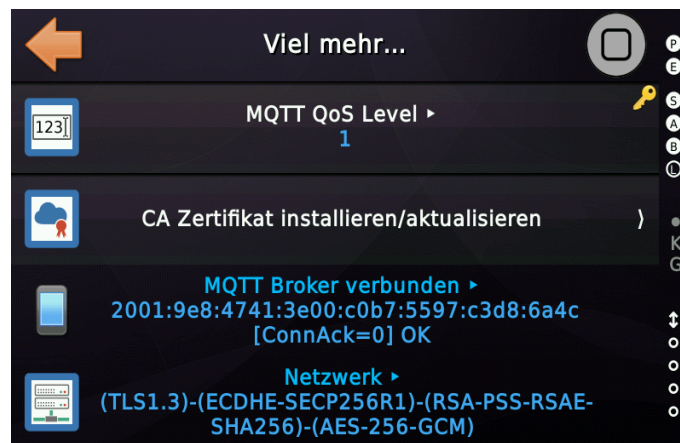 Viel mehr...
P
E
S
A
B
L
K
G
123
MQTT QoS Level ▸
1
CA Zertifikat installieren/aktualisieren
MQTT Broker verbunden ▸
2001:9e8:4741:3e00:c0b7:5597:c3d8:6a4c
[ConnAck=0] OK
Netzwerk ▸
(TLS1.3)-(ECDHE-SECP256R1)-(RSA-PSS-RSAE-
SHA256)-(AES-256-GCM)